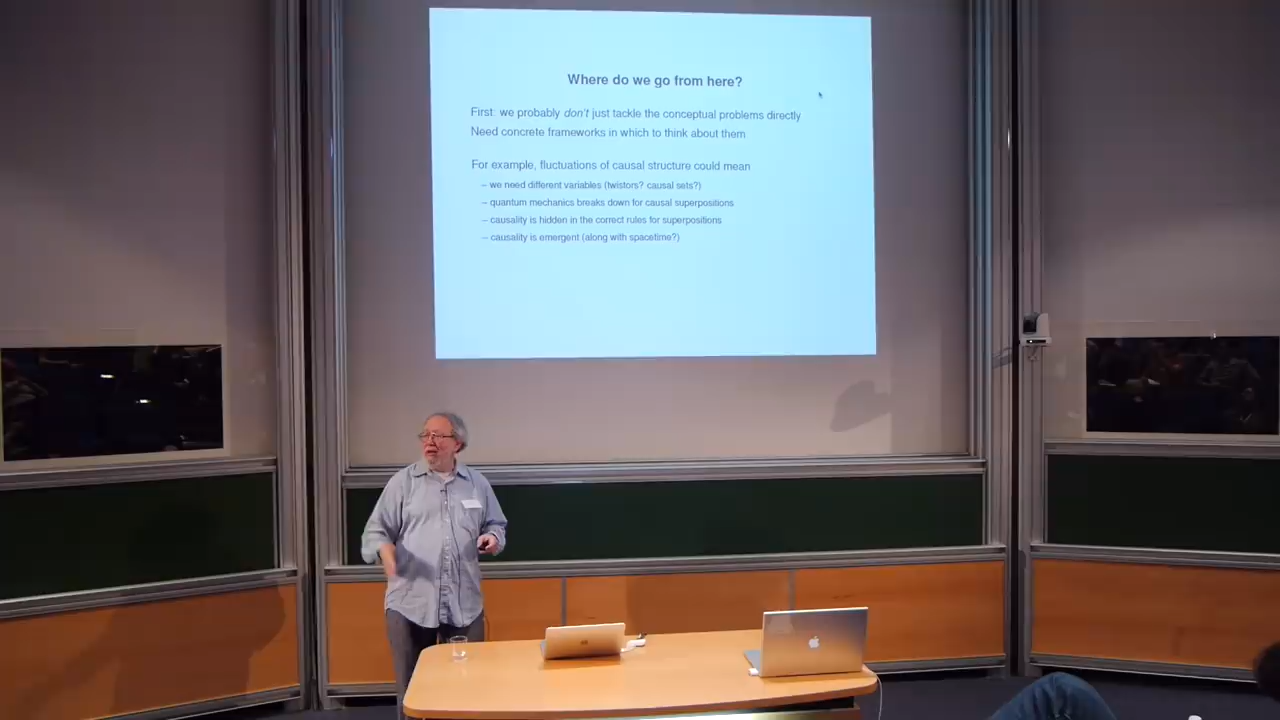 Where do we go from here?
First: we probably don't just tackle the conceptual problems directly
Need concrete frameworks in which to think about them
For example, fluctuations of causal structure could mean
– we need different variables (twistors? causal sets?)
– quantum mechanics breaks down for causal superpositions
– causality is hidden in the correct rules for superpositions
– causality is emergent (along with spacetime?)